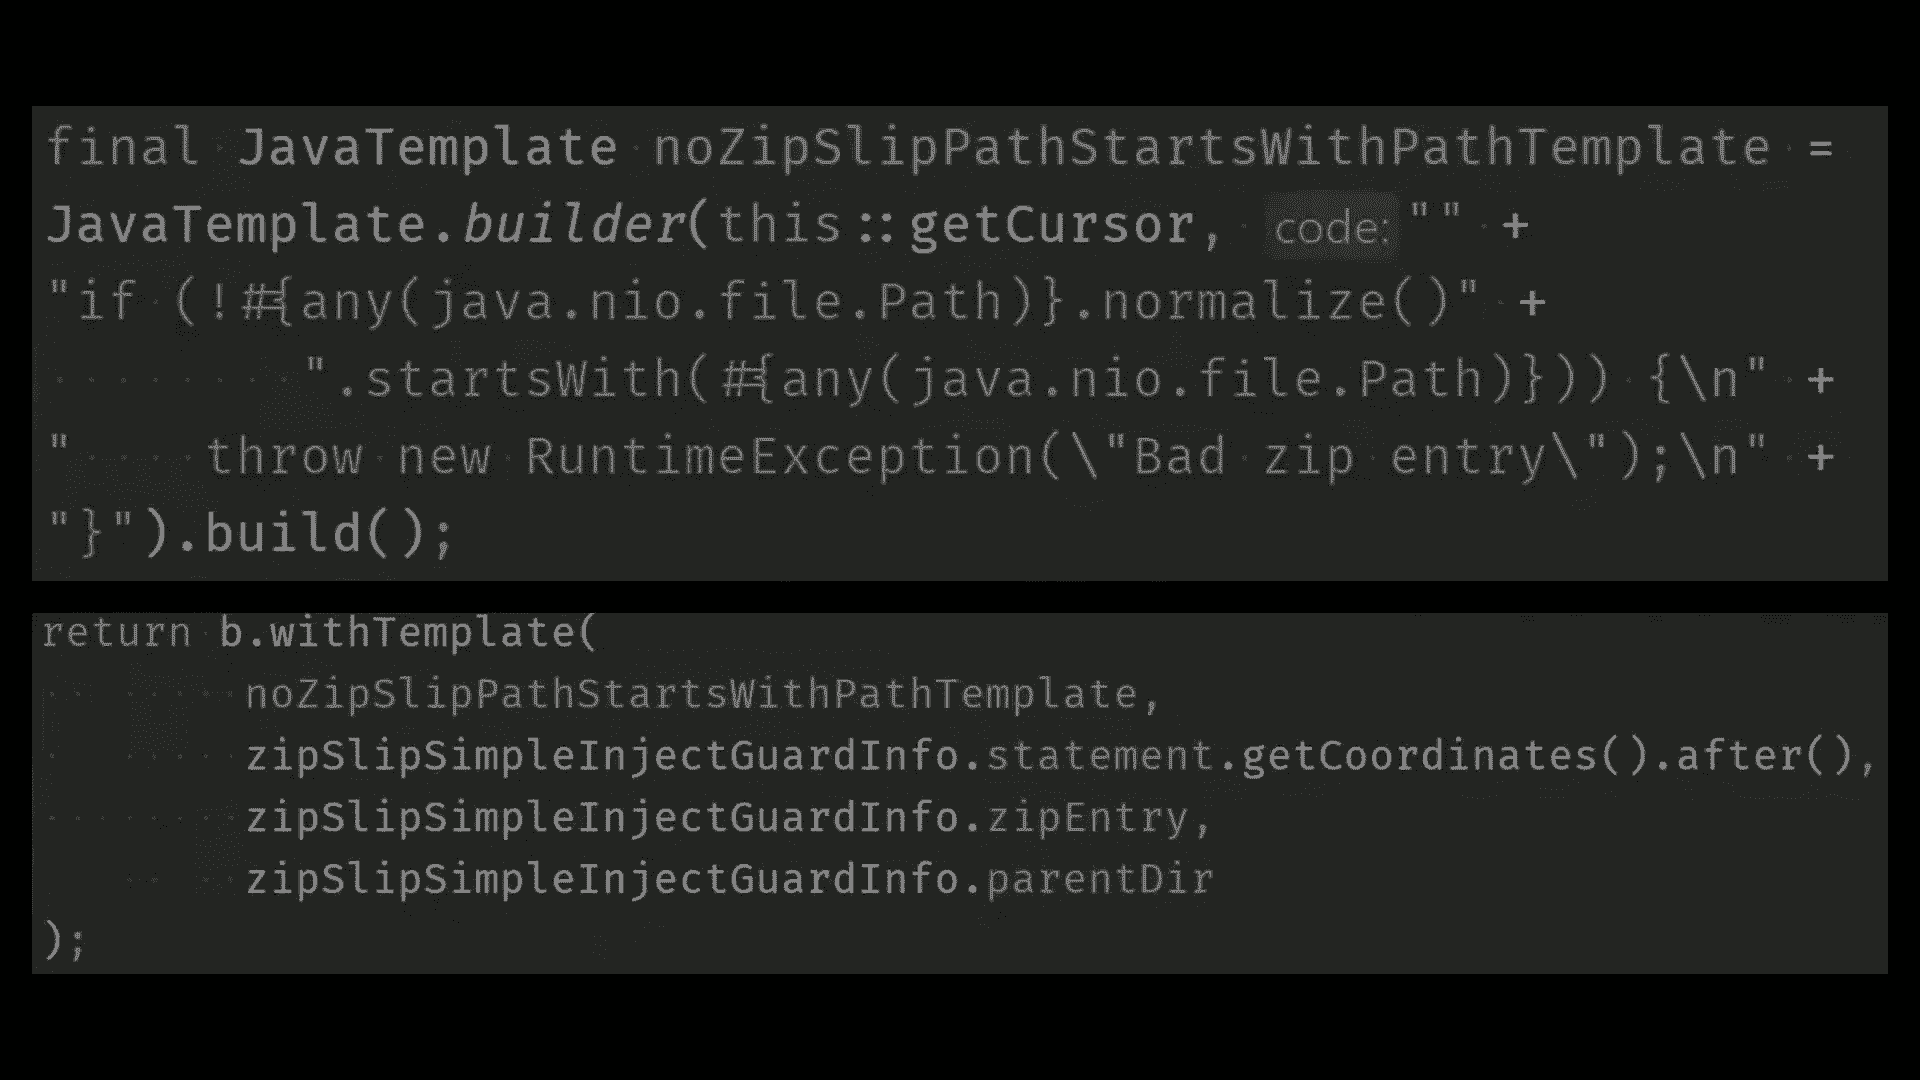 final JavaTemplate noZipSlipPathStartsWithPathTemplate =
JavaTemplate.builder(this::getCursor, code: "" +
"if (!#{any(java.nio.file.Path)}.normalize()" +
        ".startsWith(#{any(java.nio.file.Path)})) {\n" +
"    throw new RuntimeException(\"Bad zip entry\");\n" +
"}").build();
return b.withTemplate(
        noZipSlipPathStartsWithPathTemplate,
        zipSlipSimpleInjectGuardInfo.statement.getCoordinates().after(),
        zipSlipSimpleInjectGuardInfo.zipEntry,
        zipSlipSimpleInjectGuardInfo.parentDir
);